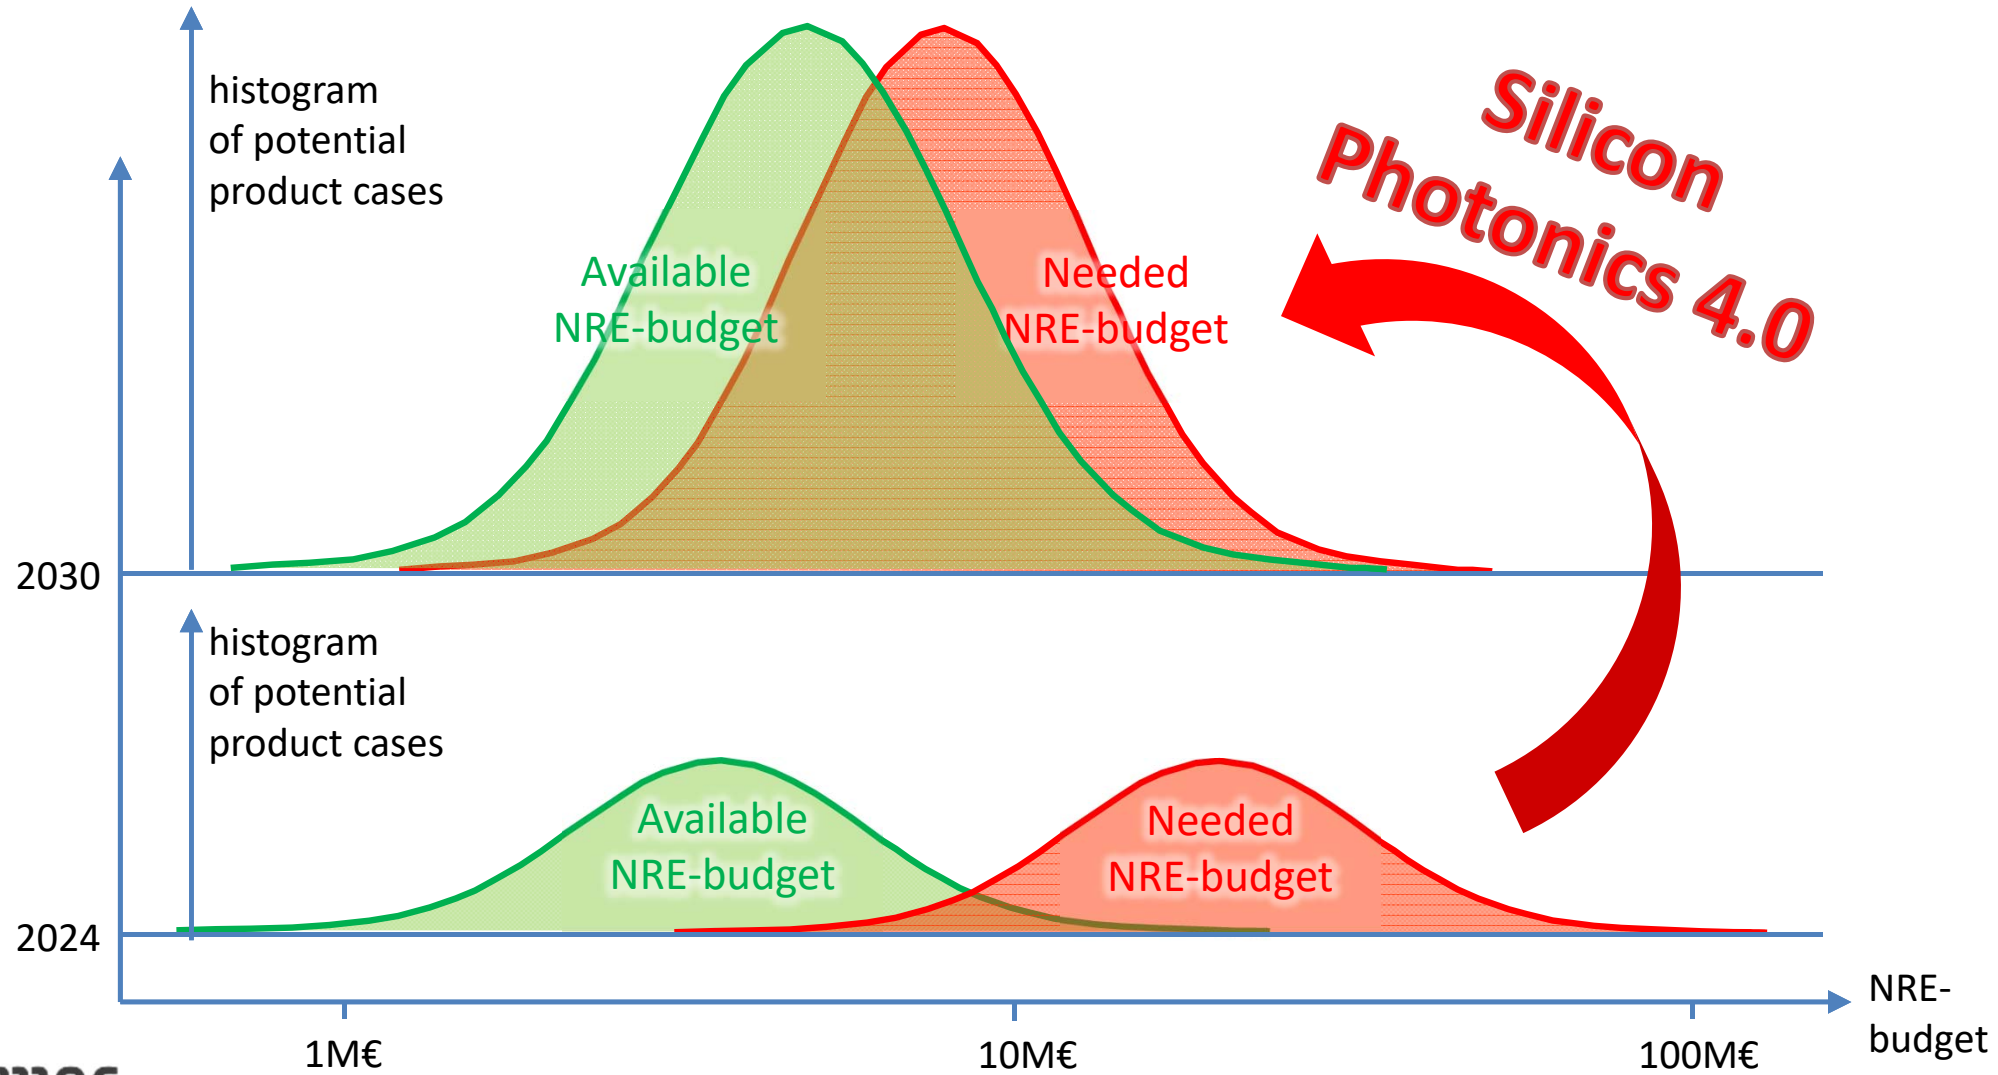 histogram
of potential
product cases
Silicon
Photonics 4.0
Available
NRE-budget
Needed
NRE-budget
2030
histogram
of potential
product cases
Available
NRE-budget
Needed
NRE-budget
2024
NRE-
budget
1M€
10M€
100M€